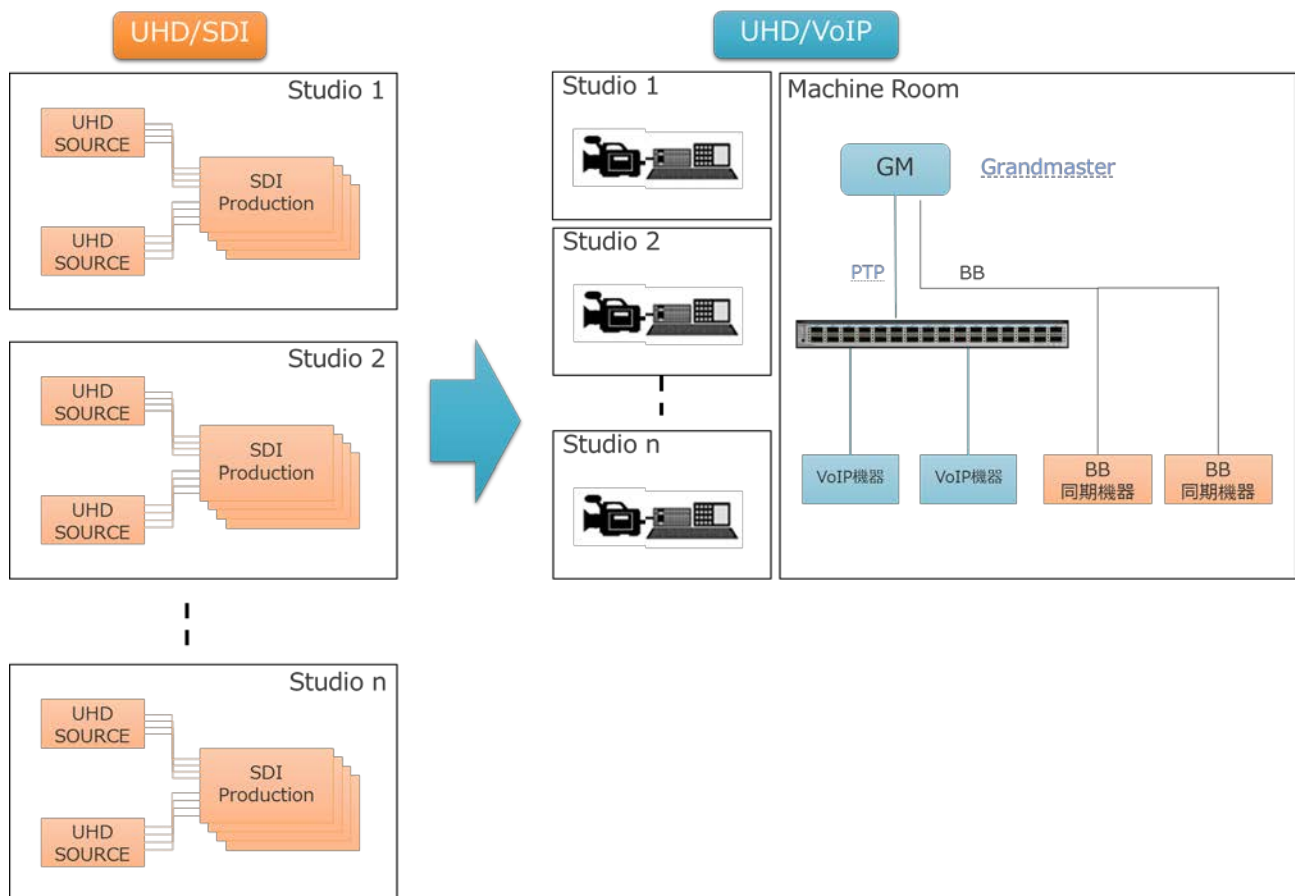 UHD/SDI
Studio 1
UHD
SOURCE
SDI
Production
UHD
SOURCE
Studio 2
UHD
SOURCE
SDI
Production
UHD
SOURCE
Studio n
UHD
SOURCE
SDI
Production
UHD
SOURCE
UHD/VoIP
Studio 1
Studio 2
Studio n
Machine Room
GM
Grandmaster
PTP
BB
VoIP機器
VoIP機器
BB
同期機器
BB
同期機器